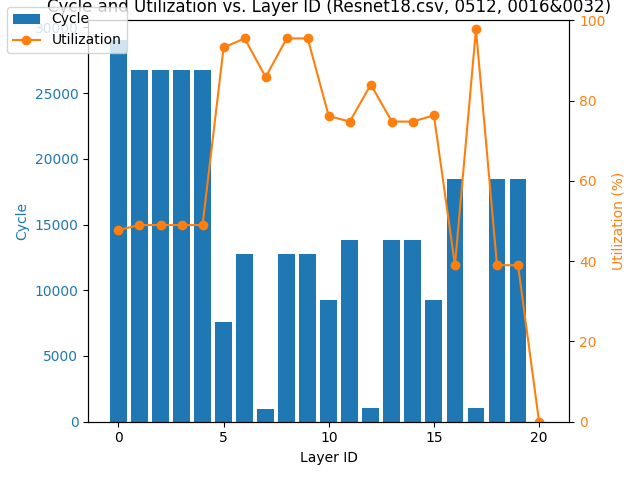 Cycle and Utilization vs. Layer ID (Resnet18.csv, 0512, 0016&0032)
Cycle
Utilization
30000
25000
20000
15000
10000
5000
0
Cycle
100
80
60
40
20
0
Utilization (%)
0 5 10 15 20
Layer ID